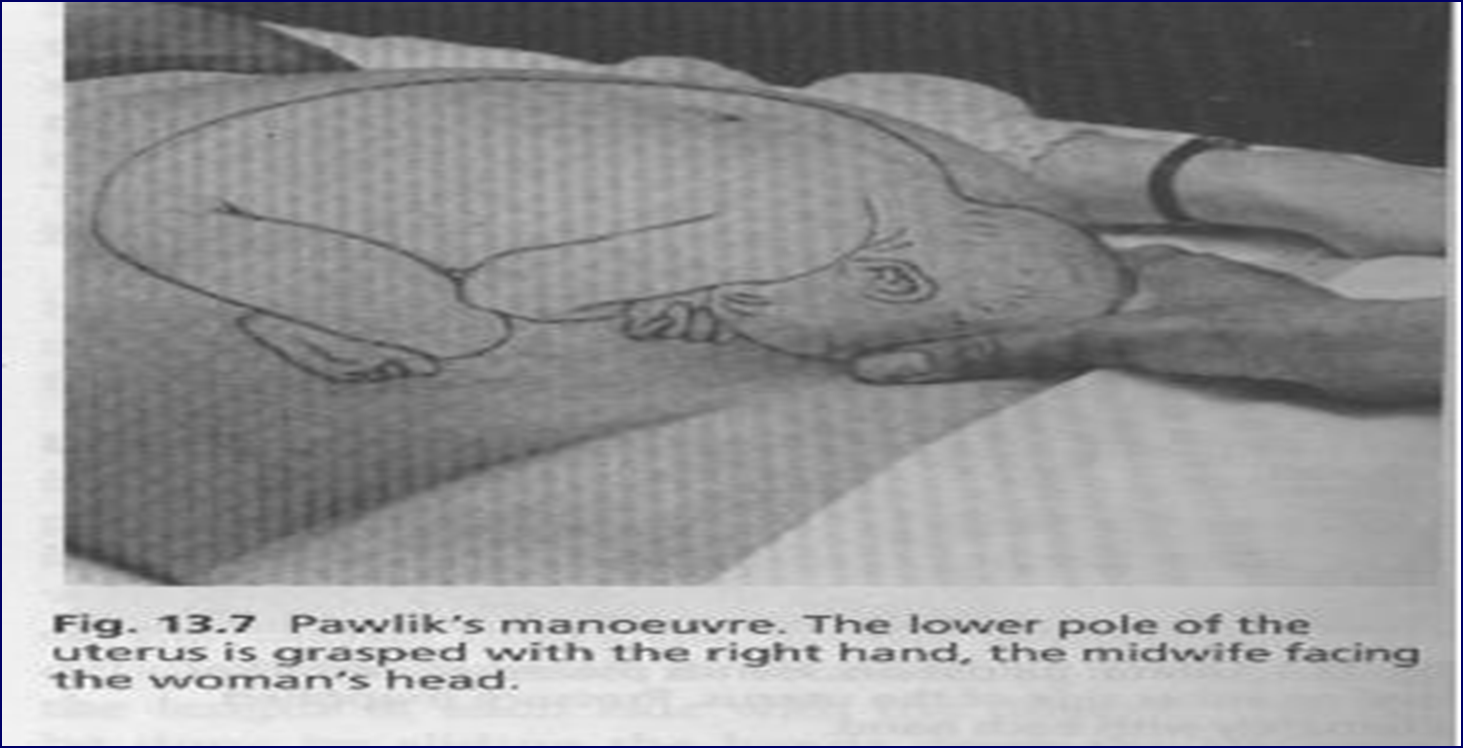 Fig. 13.7 Pawlik's manoeuvre. The lower pole of the
uterus is grasped with the right hand, the midwife facing
the woman's head.